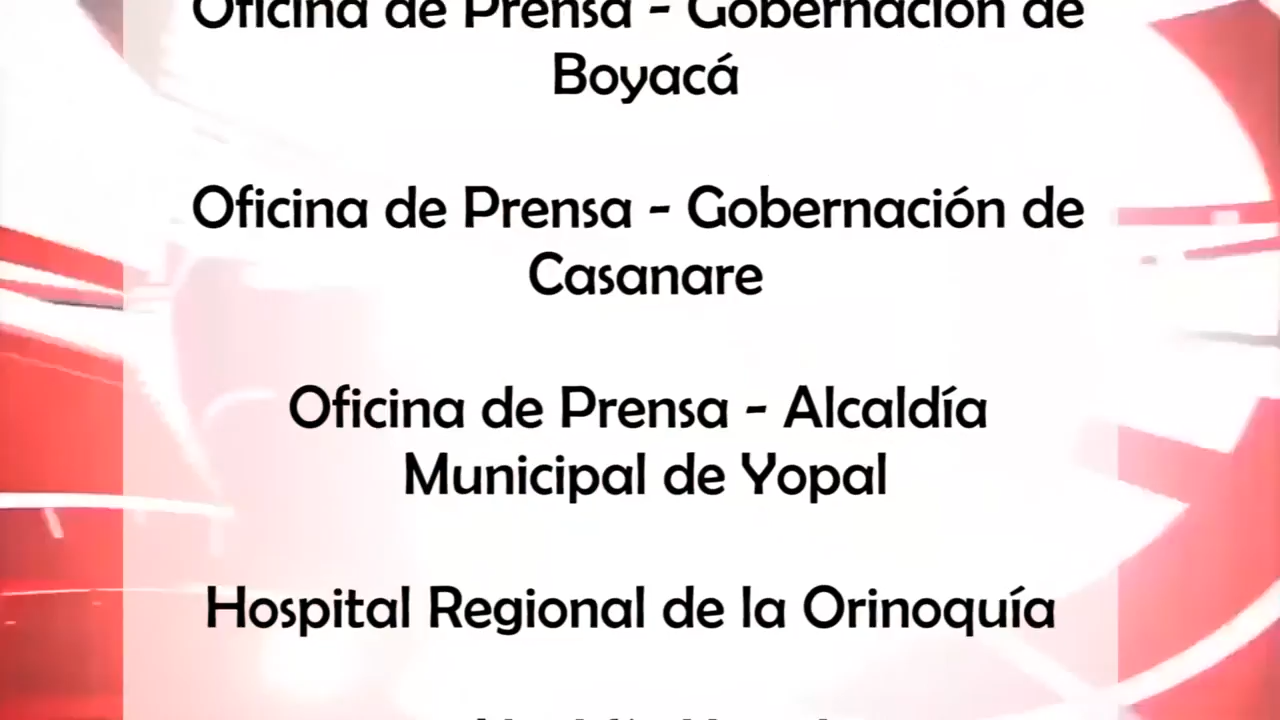 Oficina de Prensa - Gobernación de
Boyacá
Oficina de Prensa - Gobernación de
Casanare
Oficina de Prensa - Alcaldía
Municipal de Yopal
Hospital Regional de la Orinoquía